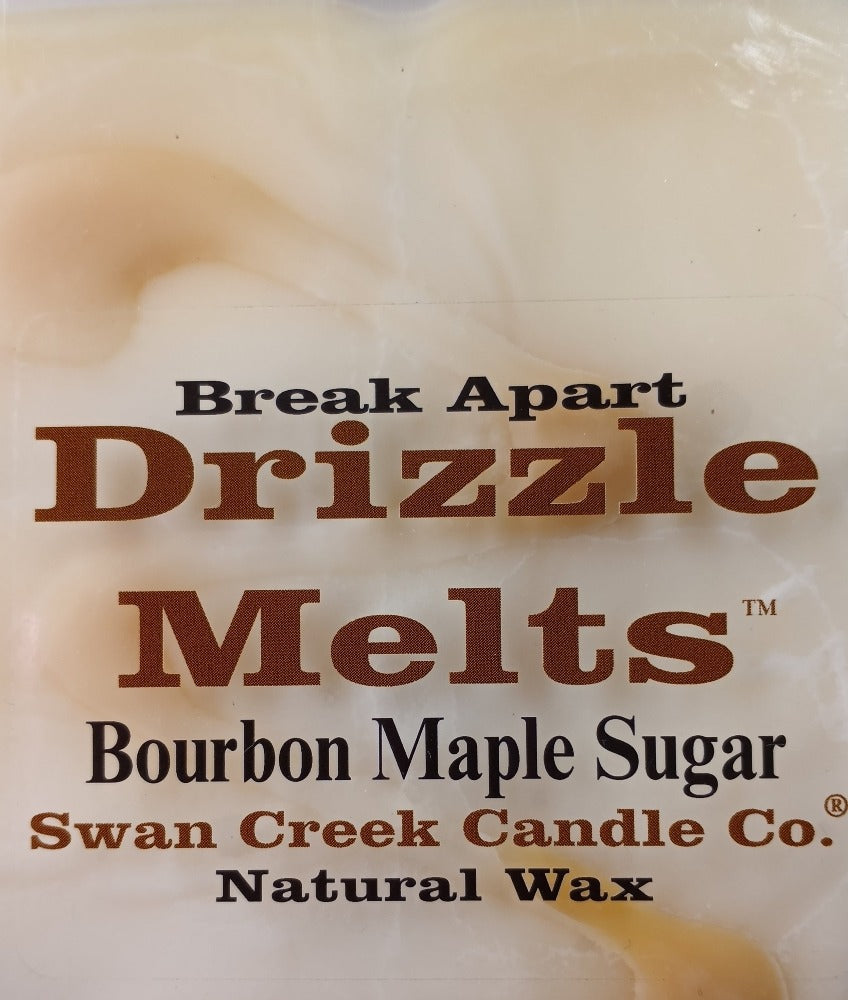 Break Apart
Drizzle
Melts™
Bourbon Maple Sugar
Swan Creek Candle Co.®
Natural Wax